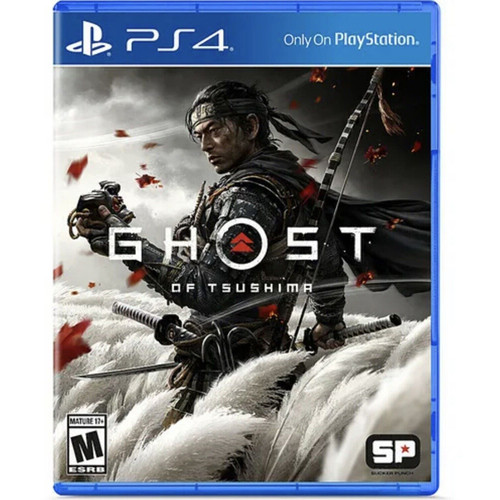 PS4
Only On PlayStation.
GHOST
OF TSUSHIMA
MATURE 17+
M
ESRB
SP
SUCKER PUNCH